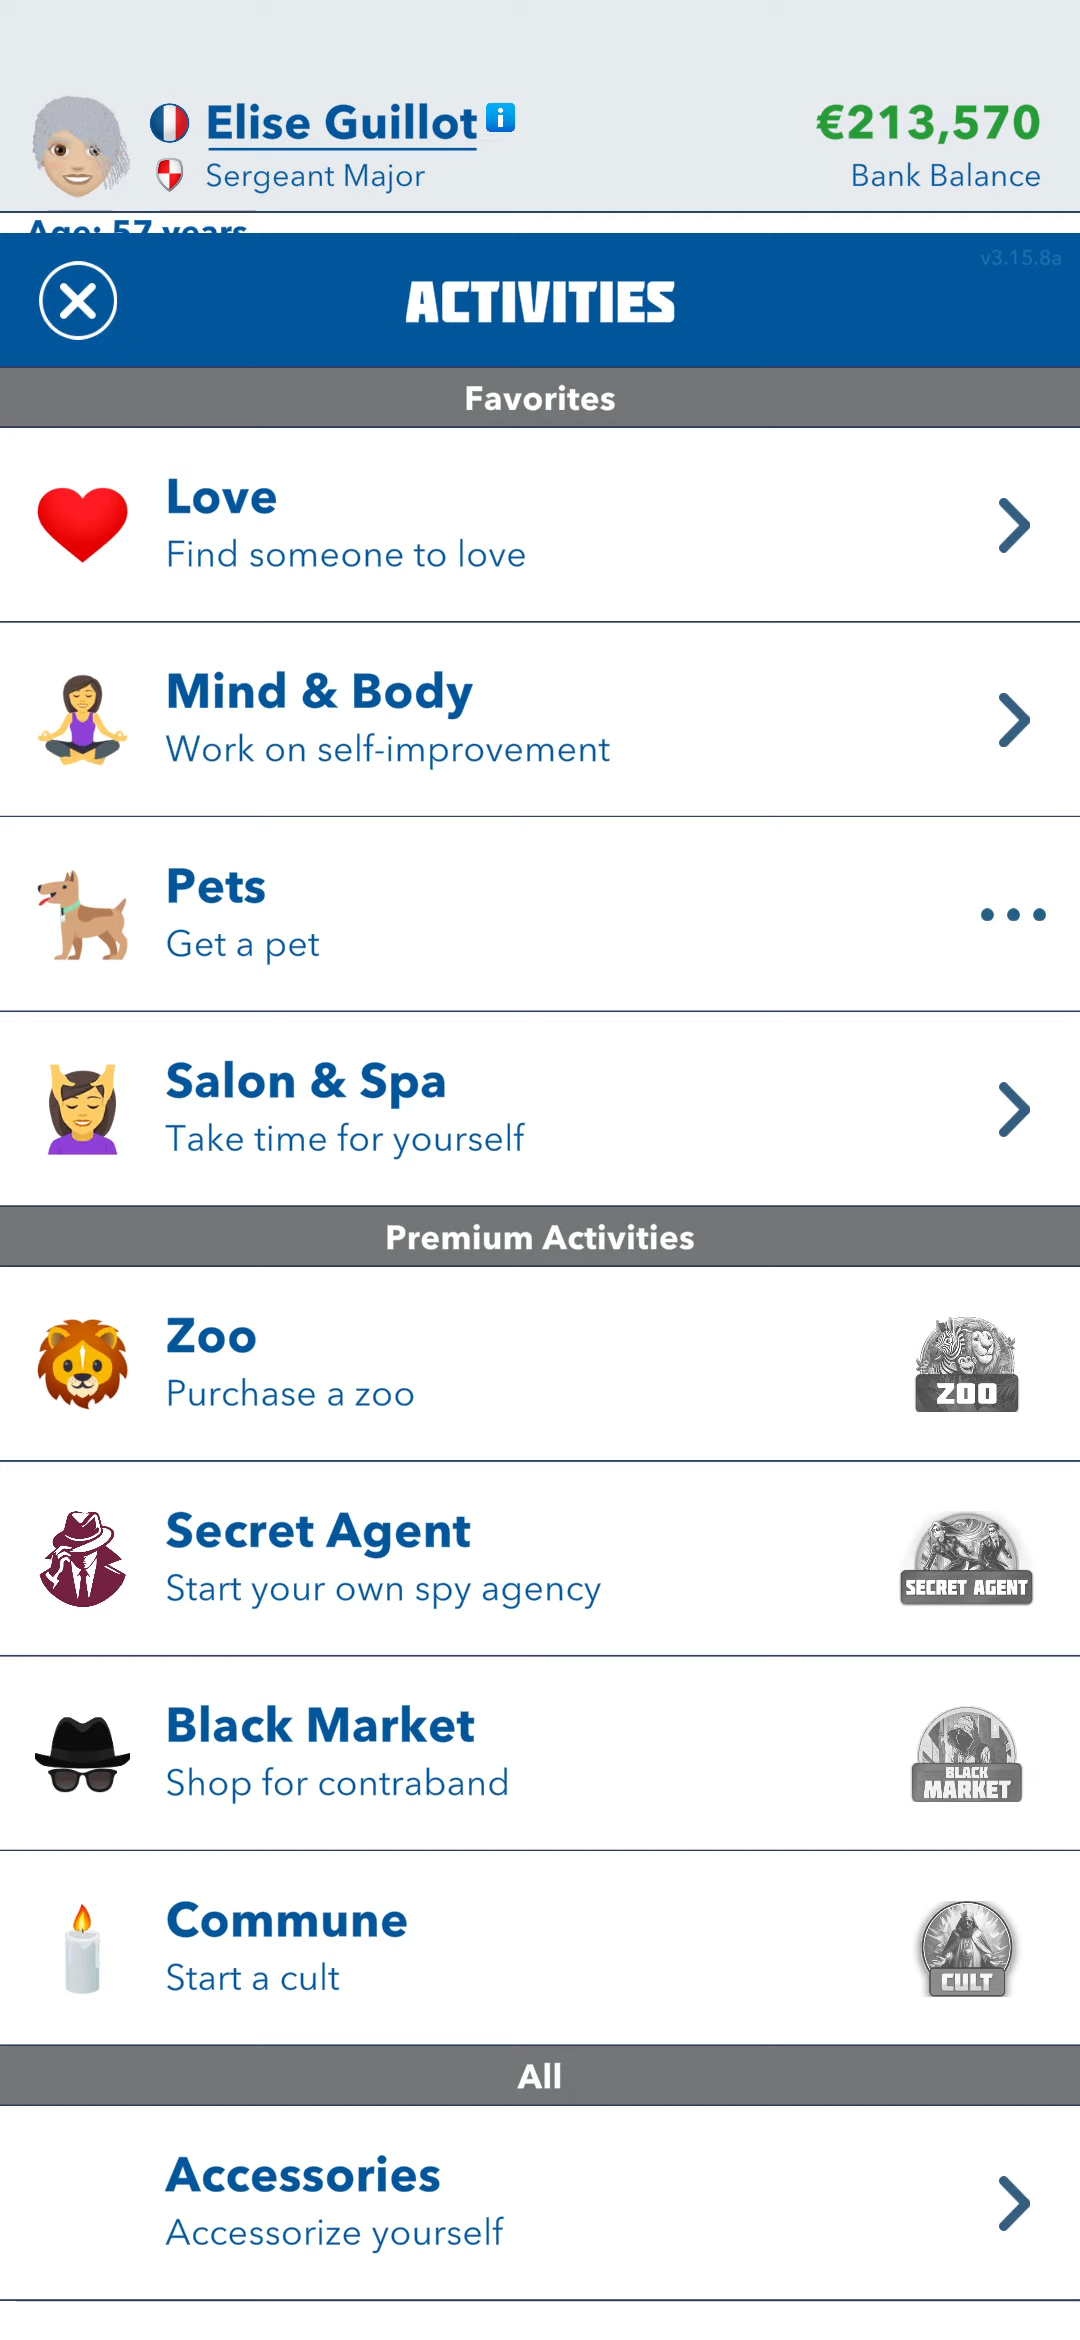 Elise Guillot
€213,570
Sergeant Major
Bank Balance
Age: 57 years
v3.15.8a
ACTIVITIES
Favorites
Love
Find someone to love
Mind & Body
Work on self-improvement
Pets
Get a pet
Salon & Spa
Take time for yourself
Premium Activities
Zoo
Purchase a zoo
ZOO
Secret Agent
Start your own spy agency
SECRET AGENT
Black Market
Shop for contraband
BLACK
MARKET
Commune
Start a cult
CULT
All
Accessories
Accessorize yourself